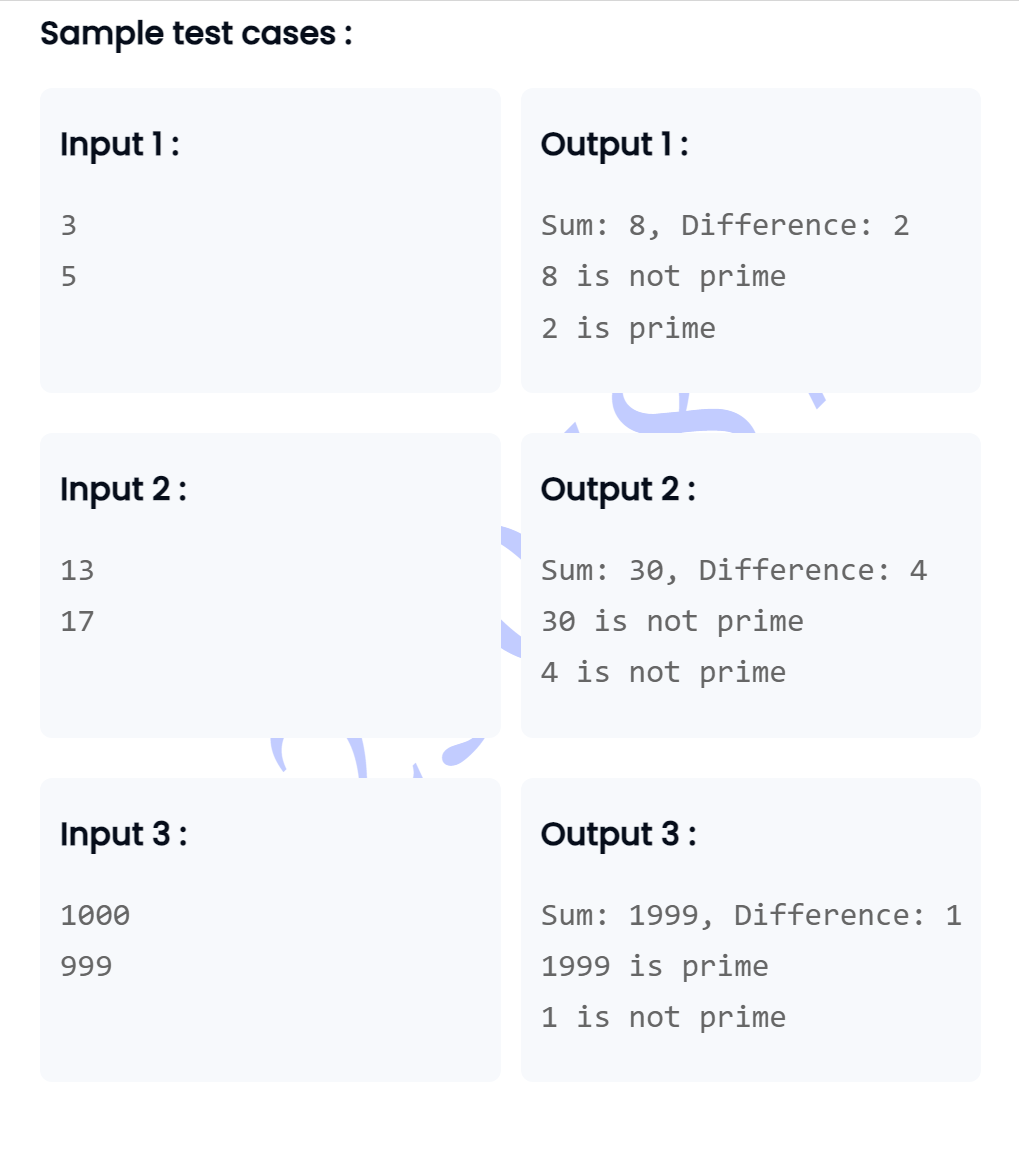 Sample test cases :
Input 1 :
3
5
Output 1 :
Sum: 8, Difference: 2
8 is not prime
2 is prime
Input 2 :
13
17
Output 2 :
Sum: 30, Difference: 4
30 is not prime
4 is not prime
Input 3 :
1000
999
Output 3 :
Sum: 1999, Difference: 1
1999 is prime
1 is not prime